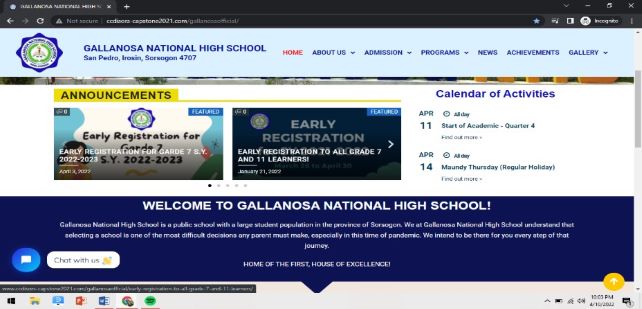 GALLANOSA NATIONAL HIGH SCHOOL
Not secure | ccdisors-capstone2021.com/gallanosofficial/
Incognito
GALLANOSA NATIONAL HIGH SCHOOL
San Pedro, Irosin, Sorsogon 4707
HOME ABOUT US ADMISSION PROGRAMS NEWS ACHIEVEMENTS GALLERY
ANNOUNCEMENTS
0 FEATURED
Early Registration for
Garde 7
S.Y. 2022-2023
EARLY REGISTRATION FOR GARDE 7 S.Y.
2022-2023
April 3, 2022
0 FEATURED
EARLY
REGISTRATION
EARLY REGISTRATION TO ALL GRADE 7
AND 11 LEARNERS!
January 21, 2022
Calendar of Activities
APR
11
All day
Start of Academic - Quarter 4
Find out more »
APR
14
All day
Maundy Thursday (Regular Holiday)
Find out more »
WELCOME TO GALLANOSA NATIONAL HIGH SCHOOL!
Gallanosa National High School is a public school with a large student population in the province of Sorsogon. We at Gallanosa National High School understand that
selecting a school is one of the most difficult decisions any parent must make, especially in this time of pandemic. We intend to be there for you every step of that
journey.
HOME OF THE FIRST, HOUSE OF EXCELLENCE!
Chat with us 👋
www.ccdisors-capstone2021.com/gallanosaofficial/early-registration-to-all-grade-7-and-11-learners/
10:03 PM
4/10/2022